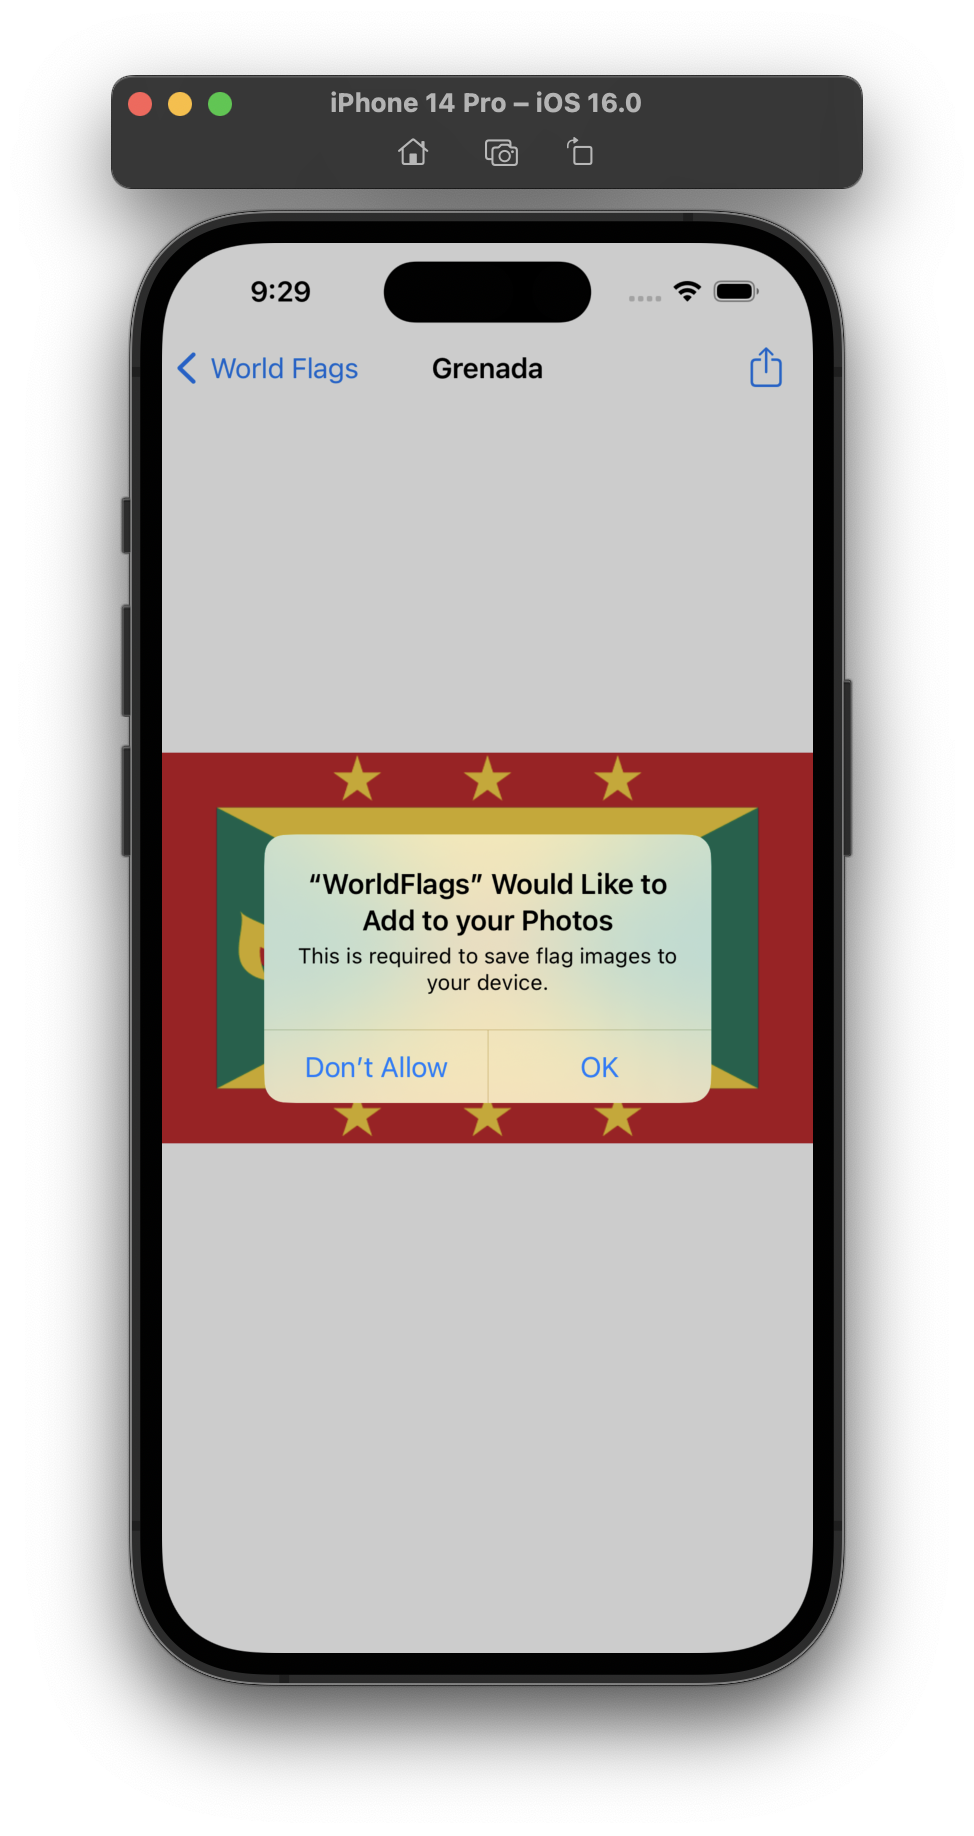 iPhone 14 Pro – iOS 16.0
9:29
World Flags
Grenada
“WorldFlags” Would Like to
Add to your Photos
This is required to save flag images to
your device.
Don’t Allow
OK